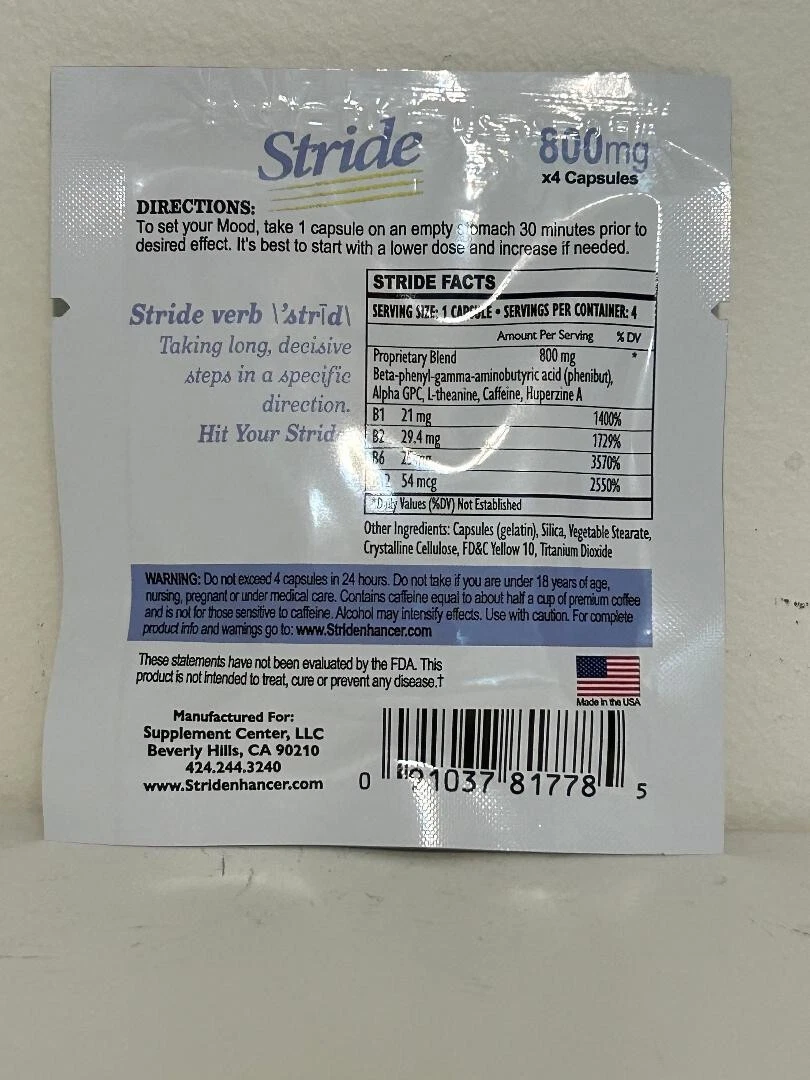 Stride
800mg
x4 Capsules
DIRECTIONS:
To set your Mood, take 1 capsule on an empty stomach 30 minutes prior to
desired effect. It's best to start with a lower dose and increase if needed.
Stride verb \'strīd\
Taking long, decisive
steps in a specific
direction.
Hit Your Stride
STRIDE FACTS
SERVING SIZE: 1 CAPSULE • SERVINGS PER CONTAINER: 4
Amount Per Serving % DV
Proprietary Blend 800 mg *
Beta-phenyl-gamma-aminobutyric acid (phenibut),
Alpha GPC, L-theanine, Caffeine, Huperzine A
B1 21 mg 1400%
B2 29.4 mg 1729%
B6 mg 3570%
54 mcg 2550%
*Daily Values (%DV) Not Established
Other Ingredients: Capsules (gelatin), Silica, Vegetable Stearate,
Crystalline Cellulose, FD&C Yellow 10, Titanium Dioxide
WARNING: Do not exceed 4 capsules in 24 hours. Do not take if you are under 18 years of age,
nursing, pregnant or under medical care. Contains caffeine equal to about half a cup of premium coffee
and is not for those sensitive to caffeine. Alcohol may intensify effects. Use with caution. For complete
product info and warnings go to: www.Stridenhancer.com
These statements have not been evaluated by the FDA. This
product is not intended to treat, cure or prevent any disease.†
Made in the USA
Manufactured For:
Supplement Center, LLC
Beverly Hills, CA 90210
424.244.3240
www.Stridenhancer.com
0 91037 81778 5